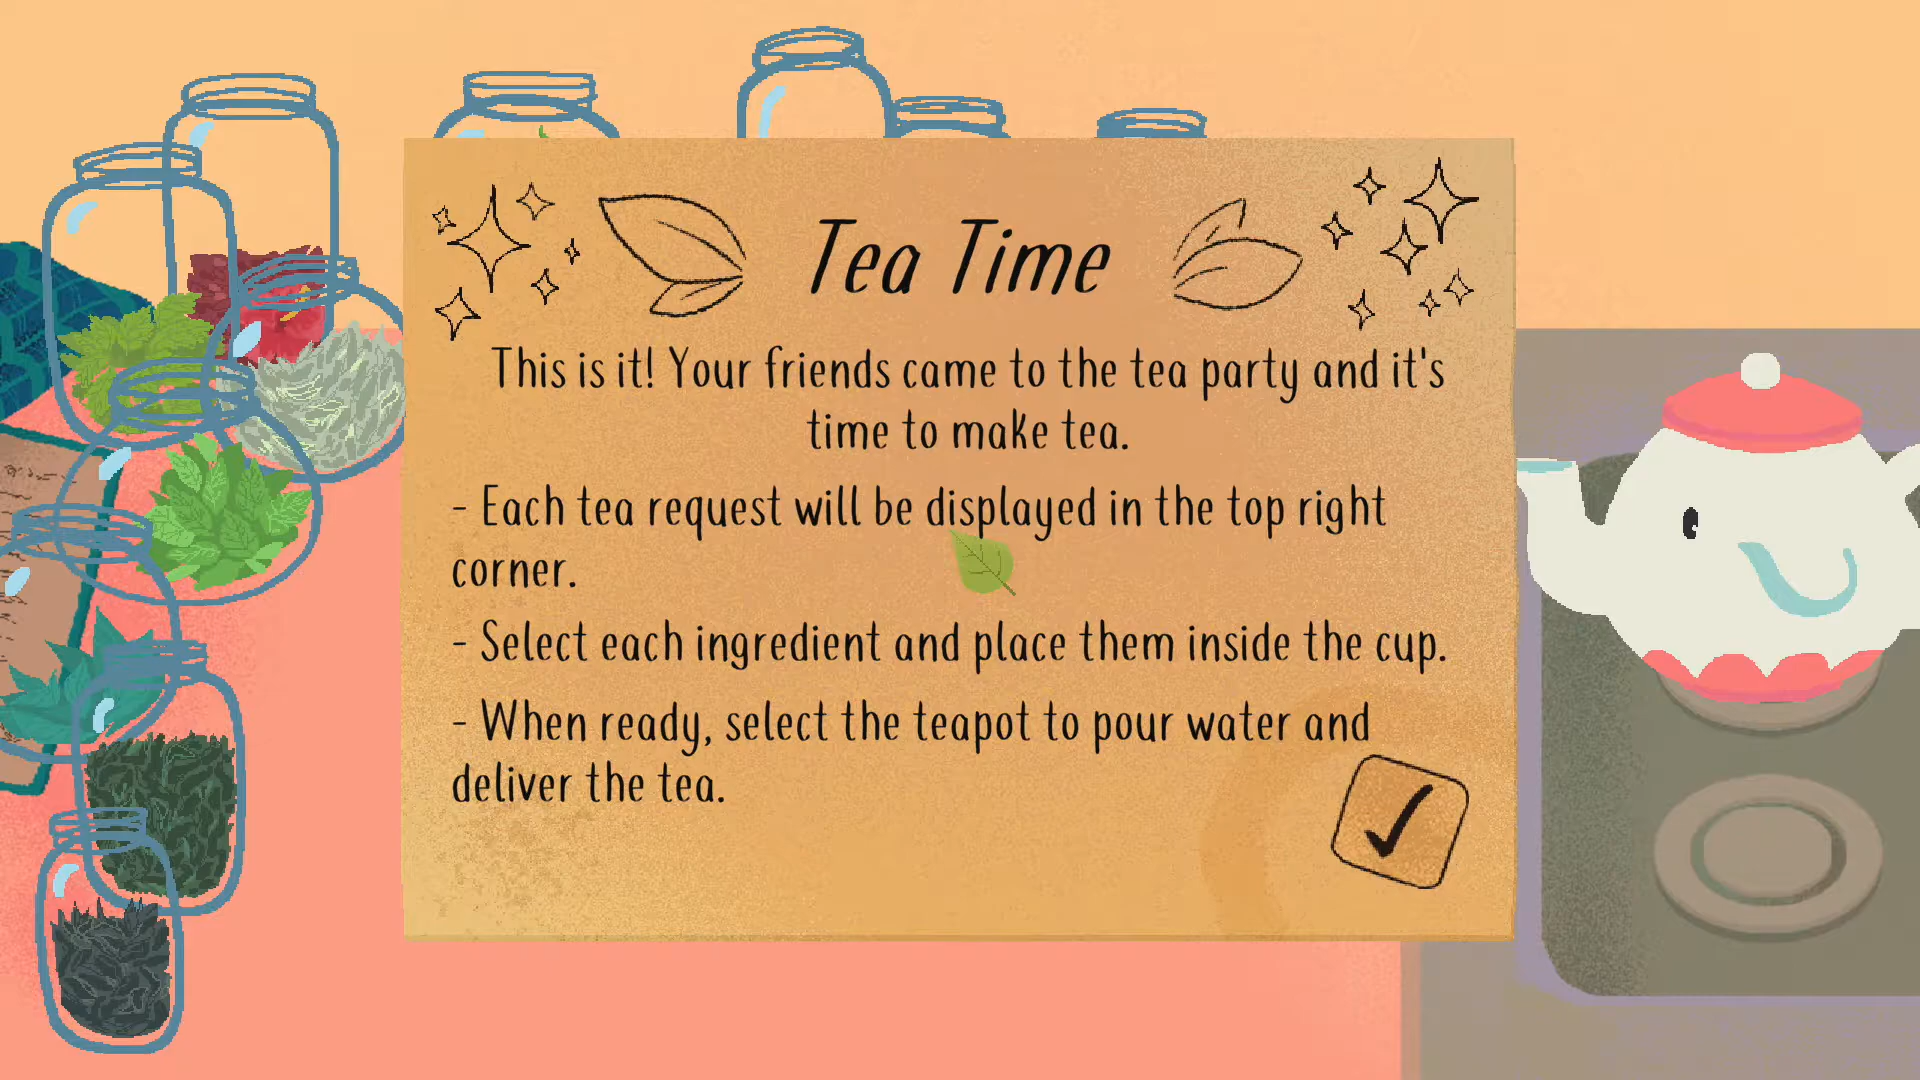 Tea Time
This is it! Your friends came to the tea party and it's
time to make tea.
- Each tea request will be displayed in the top right
corner.
- Select each ingredient and place them inside the cup.
- When ready, select the teapot to pour water and
deliver the tea.